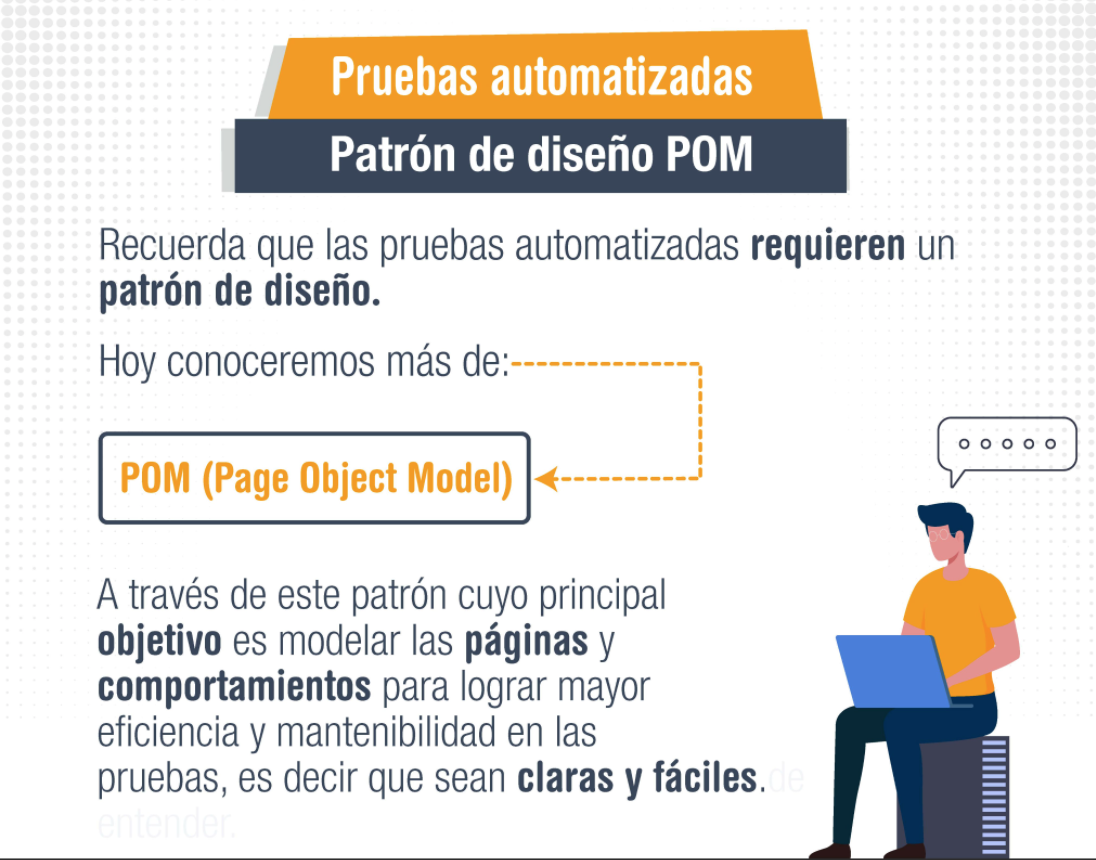 Pruebas automatizadas
Patrón de diseño POM
Recuerda que las pruebas automatizadas requieren un
patrón de diseño.
Hoy conoceremos más de:
POM (Page Object Model)
A través de este patrón cuyo principal
objetivo es modelar las páginas y
comportamientos para lograr mayor
eficiencia y mantenibilidad en las
pruebas, es decir que sean claras y fáciles.de
entender.